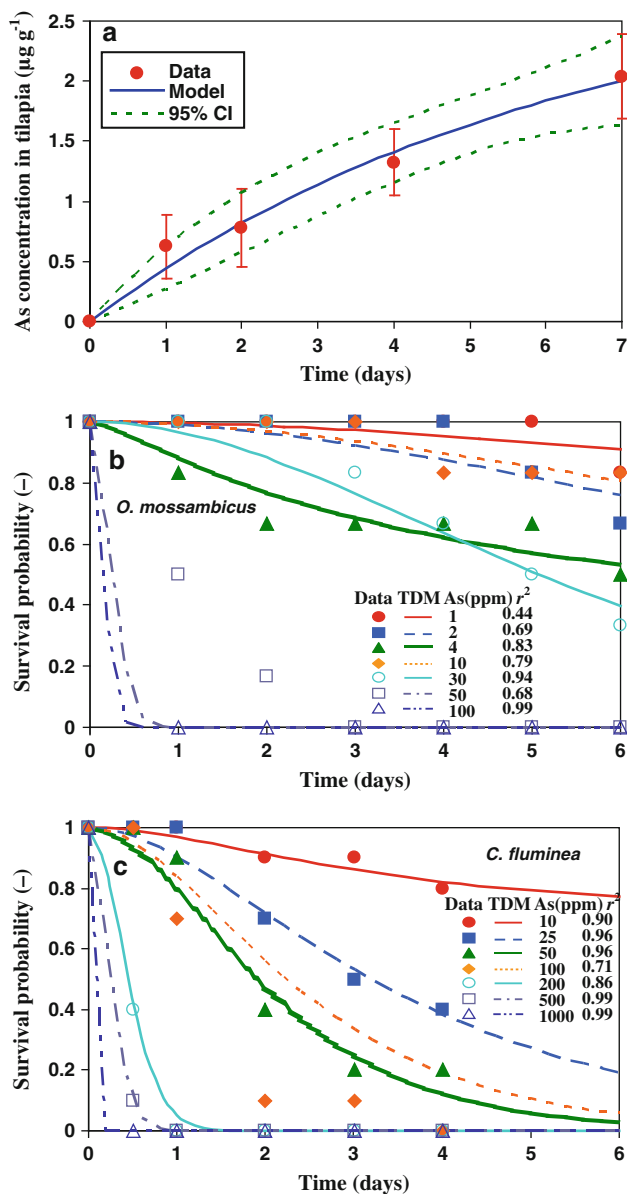 a
Data
Model
95% CI
As concentration in tilapia (µg g⁻¹)
2.5
2
1.5
1
0.5
0
0 1 2 3 4 5 6 7
Time (days)
b
O. mossambicus
Survival probability (–)
1
0.8
0.6
0.4
0.2
0
Data TDM As(ppm) r²
1 0.44
2 0.69
4 0.83
10 0.79
30 0.94
50 0.68
100 0.99
0 1 2 3 4 5 6
Time (days)
c
C. fluminea
Survival probability (–)
1
0.8
0.6
0.4
0.2
0
Data TDM As(ppm) r²
10 0.90
25 0.96
50 0.96
100 0.71
200 0.86
500 0.99
1000 0.99
0 1 2 3 4 5 6
Time (days)